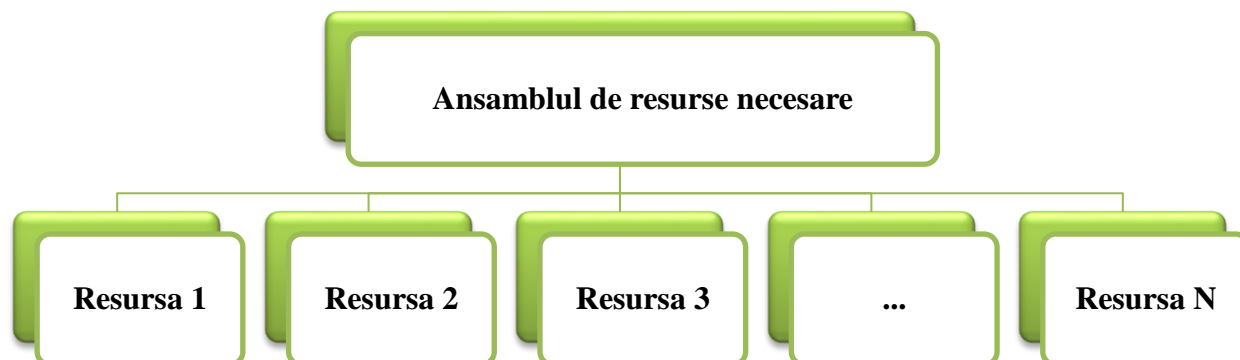 Ansamblul de resurse necesare
Resursa 1
Resursa 2
Resursa 3
...
Resursa N